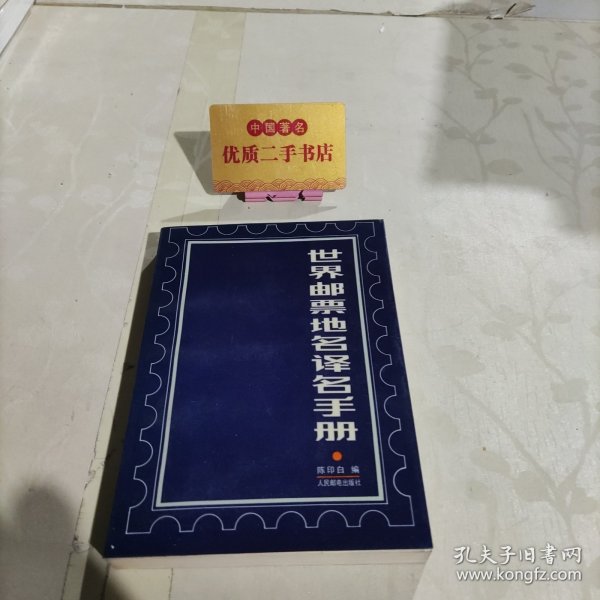 中国著名
优质二手书店
世界邮票地名译名手册
陈印白 编
人民邮电出版社
孔夫子旧书网
www.kongfz.com